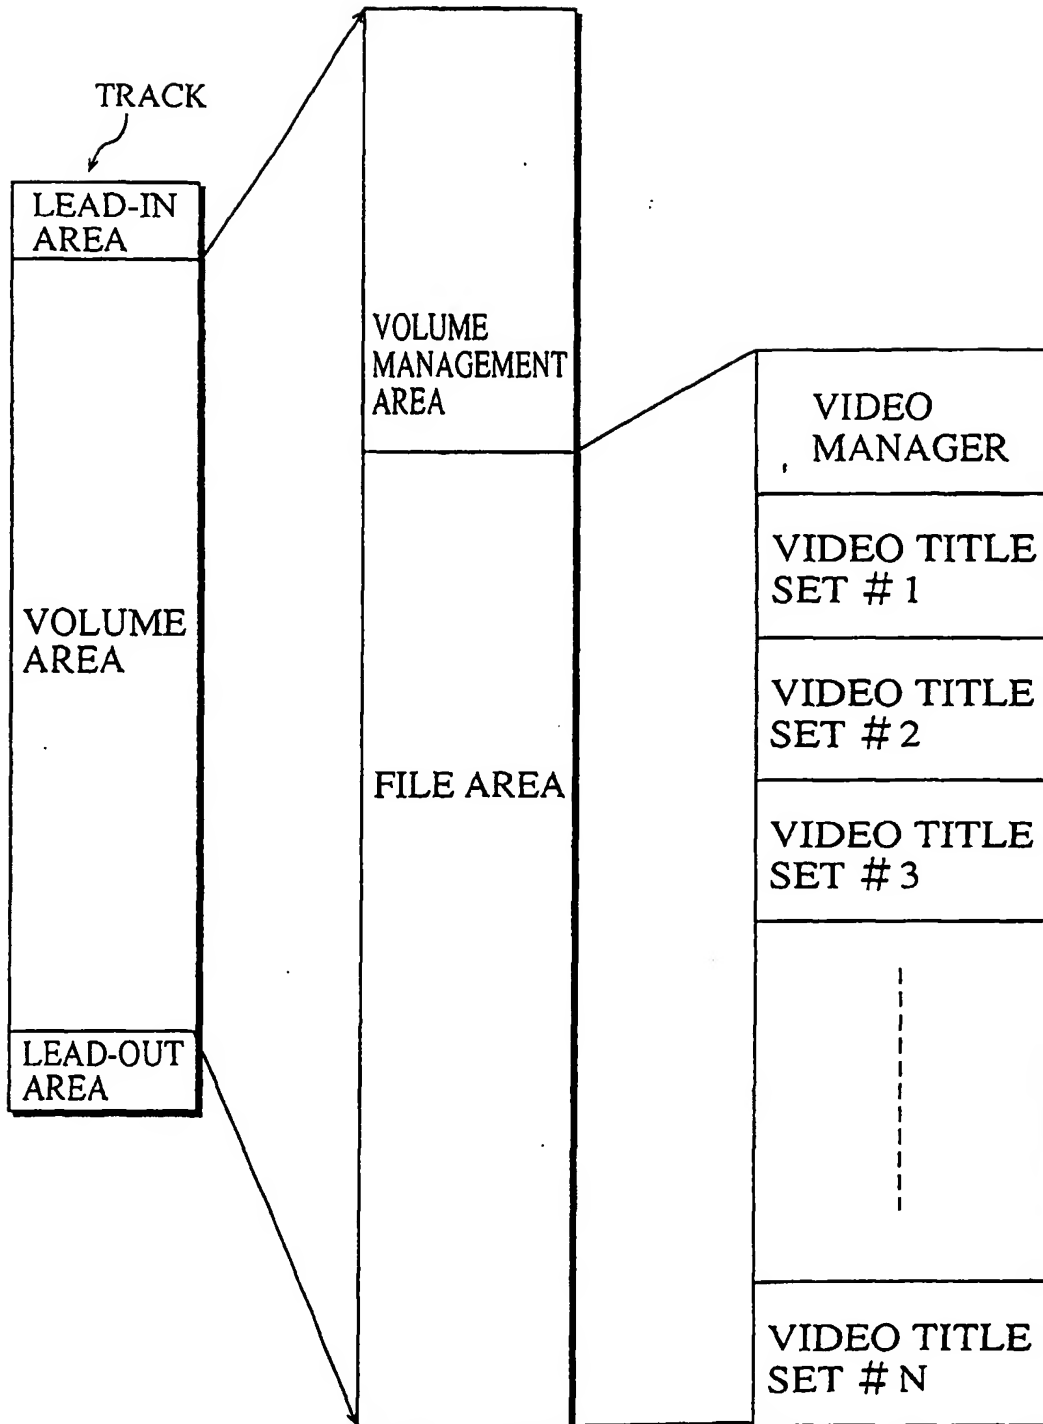 TRACK
LEAD-IN
AREA
VOLUME
AREA
LEAD-OUT
AREA
VOLUME
MANAGEMENT
AREA
FILE AREA
VIDEO
MANAGER
VIDEO TITLE
SET #1
VIDEO TITLE
SET #2
VIDEO TITLE
SET #3
VIDEO TITLE
SET #N